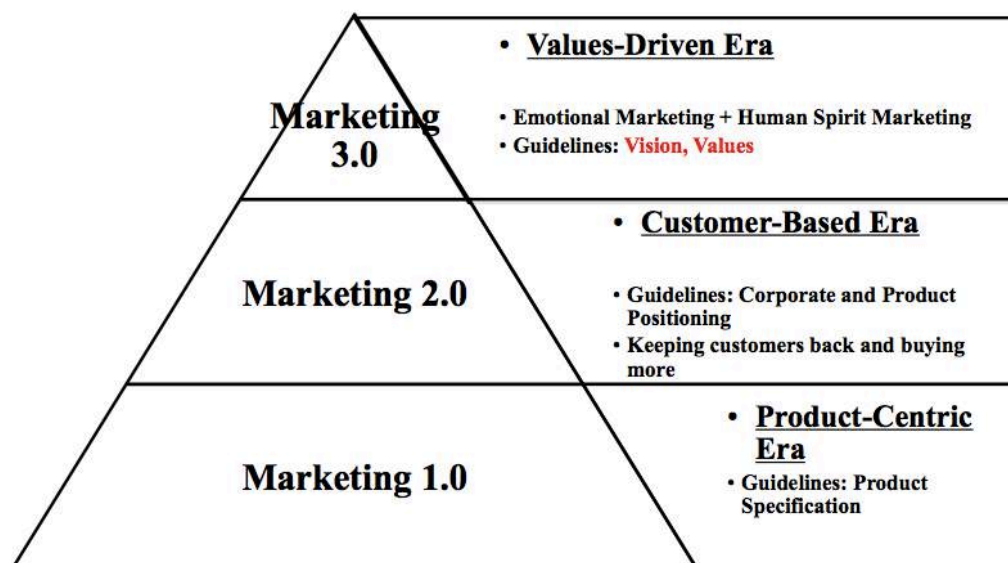 • Values-Driven Era
• Emotional Marketing + Human Spirit Marketing
• Guidelines: Vision, Values
Marketing
3.0
• Customer-Based Era
• Guidelines: Corporate and Product
Positioning
• Keeping customers back and buying
more
Marketing 2.0
• Product-Centric
Era
• Guidelines: Product
Specification
Marketing 1.0